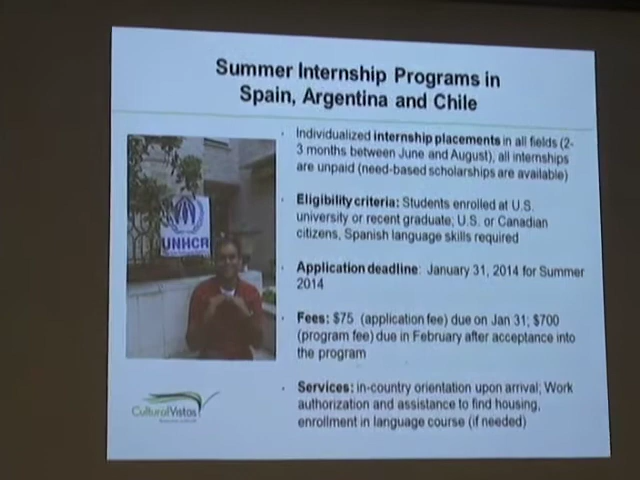 Summer Internship Programs in
Spain, Argentina and Chile
Individualized internship placements in all fields (2-
3 months between June and August), all internships
are unpaid (need-based scholarships are available)
Eligibility criteria: Students enrolled at U.S.
university or recent graduate; U.S. or Canadian
citizens, Spanish language skills required
Application deadline: January 31, 2014 for Summer
2014
Fees: $75 (application fee) due on Jan 31; $700
(program fee) due in February after acceptance into
the program
Services: in-country orientation upon arrival; Work
authorization and assistance to find housing,
enrollment in language course (if needed)
UNHCR
CulturalVistas